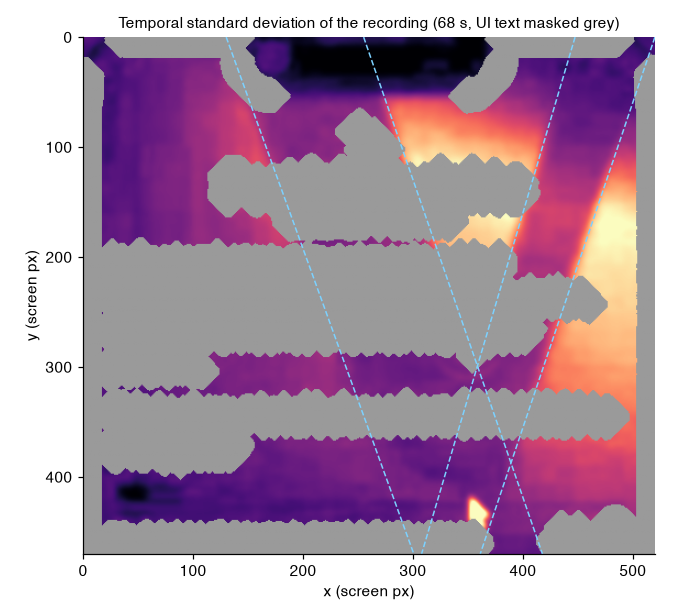 Temporal standard deviation of the recording (68 s, UI text masked grey)
y (screen px)
0
100
200
300
400
0 100 200 300 400 500
x (screen px)